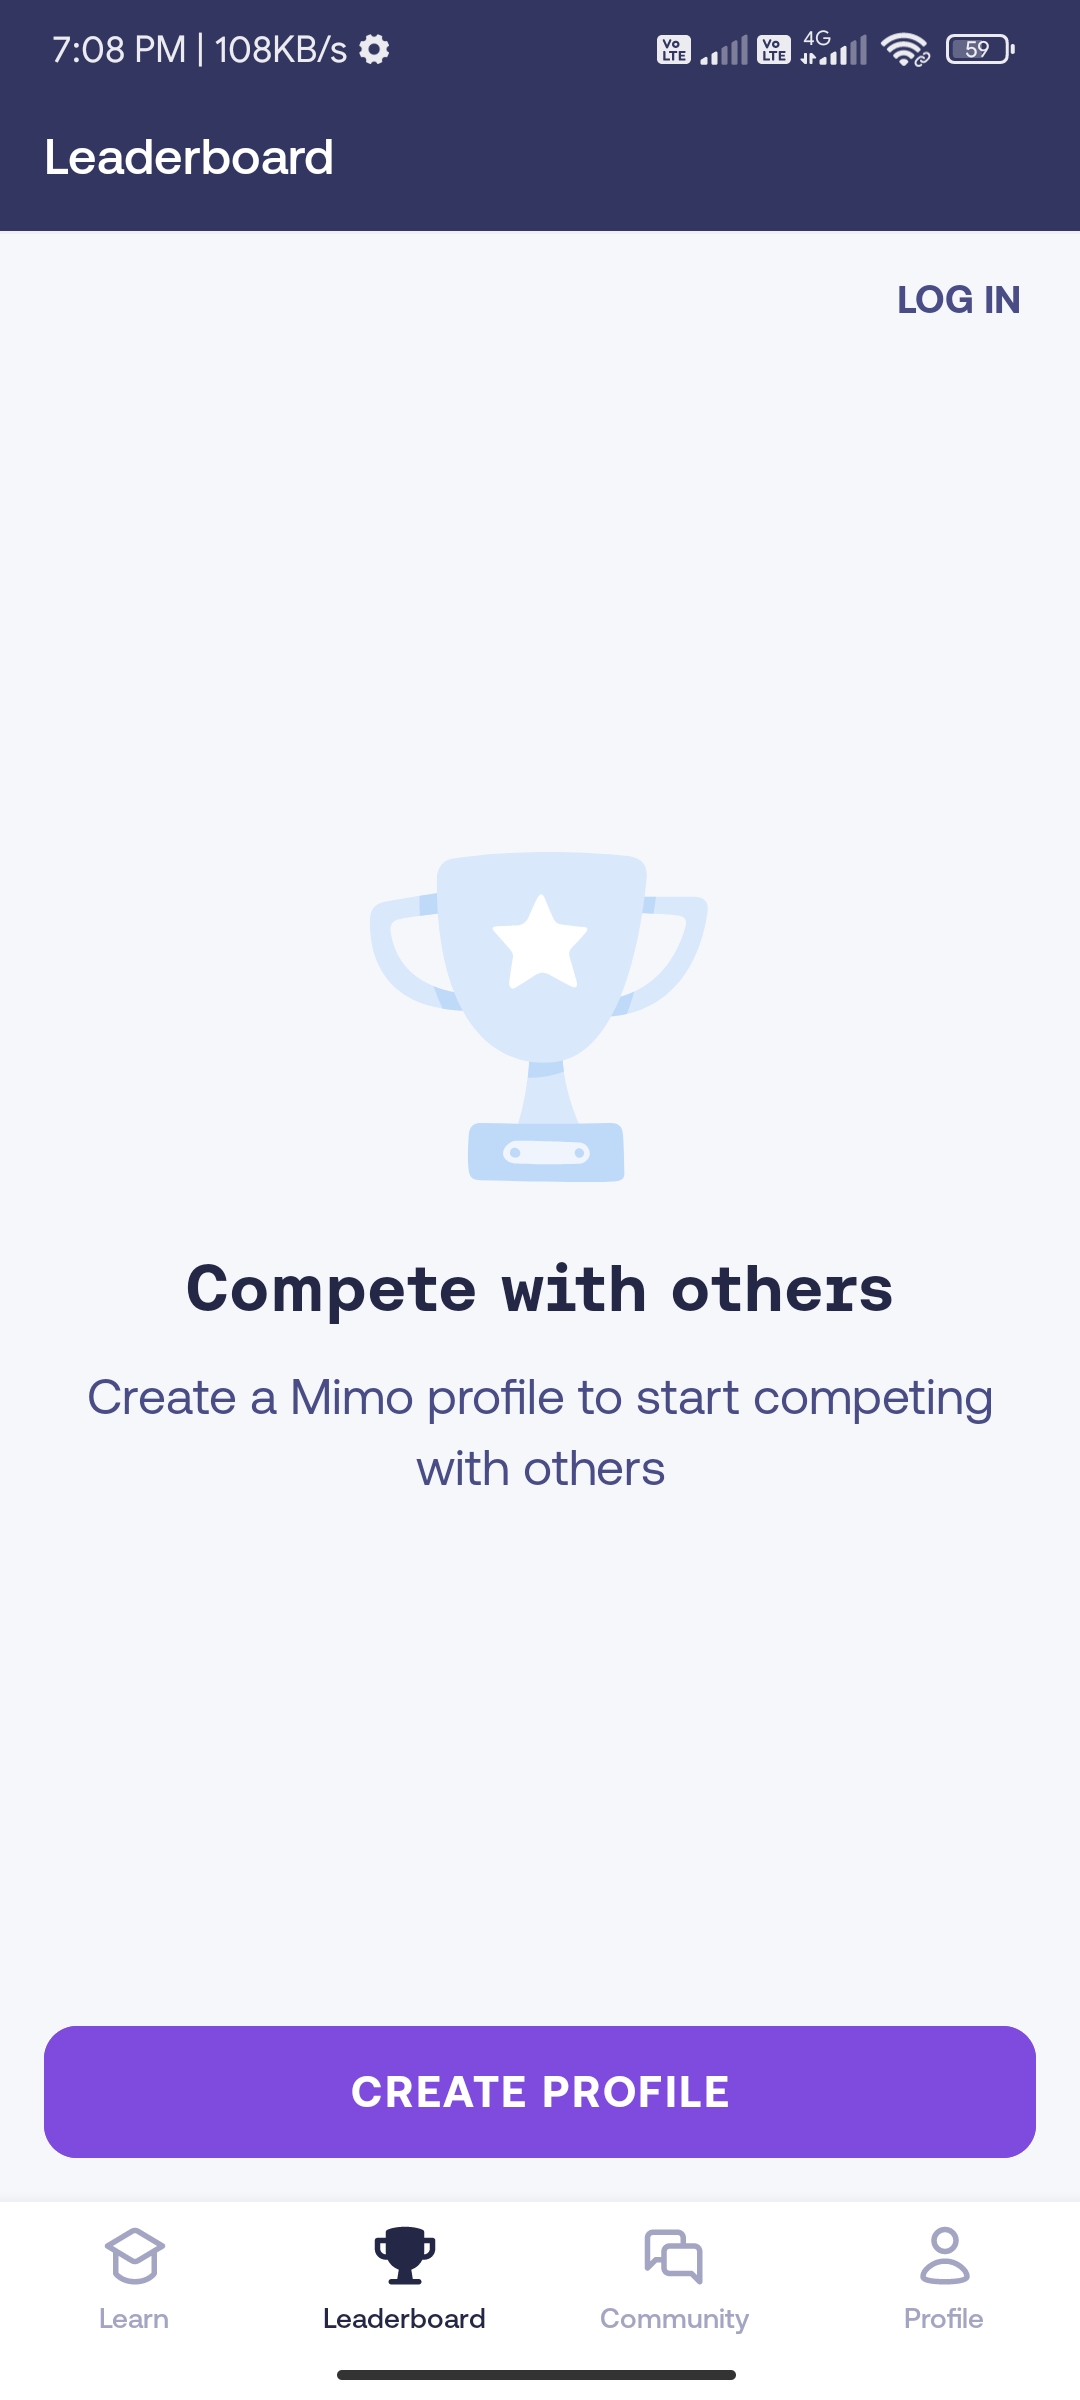 7:08 PM | 108KB/s
Vo LTE Vo LTE 4G 59
Leaderboard
LOG IN
Compete with others
Create a Mimo profile to start competing
with others
CREATE PROFILE
Learn Leaderboard Community Profile